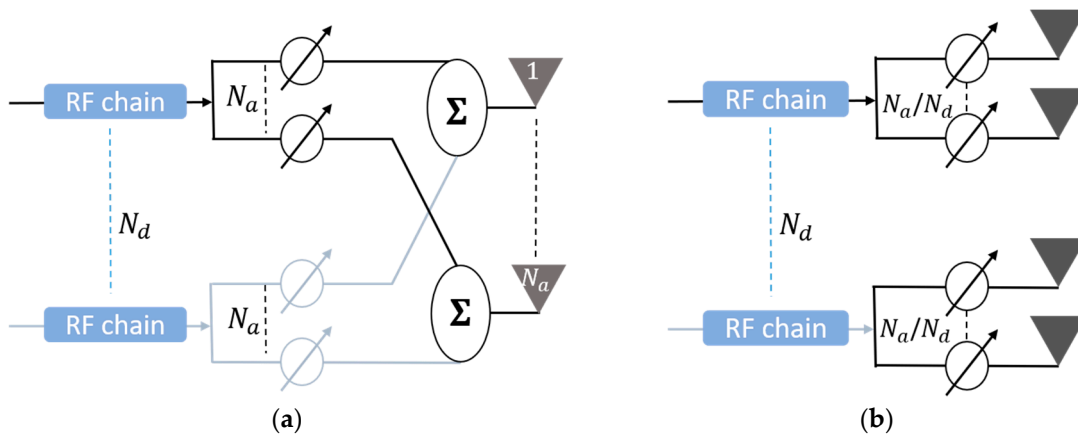 RF chain
N_a
Σ
1
N_d
RF chain
N_a
Σ
N_a
(a)
RF chain
N_a/N_d
N_d
RF chain
N_a/N_d
(b)